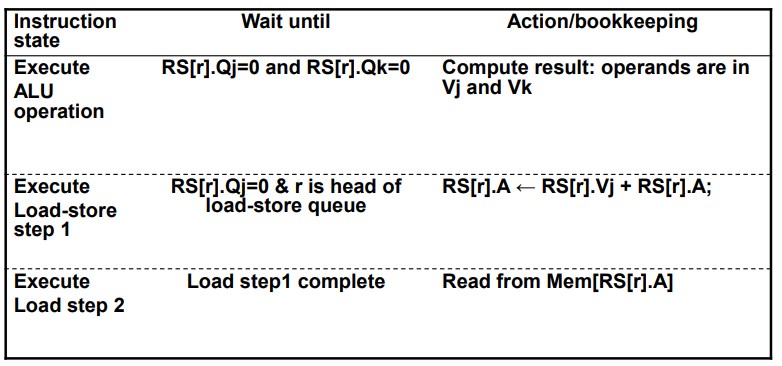 Instruction state
Wait until
Action/bookkeeping
Execute
ALU
operation
RS[r].Qj=0 and RS[r].Qk=0
Compute result: operands are in
Vj and Vk
Execute
Load-store
step 1
RS[r].Qj=0 & r is head of
load-store queue
RS[r].A ← RS[r].Vj + RS[r].A;
Execute
Load step 2
Load step1 complete
Read from Mem[RS[r].A]